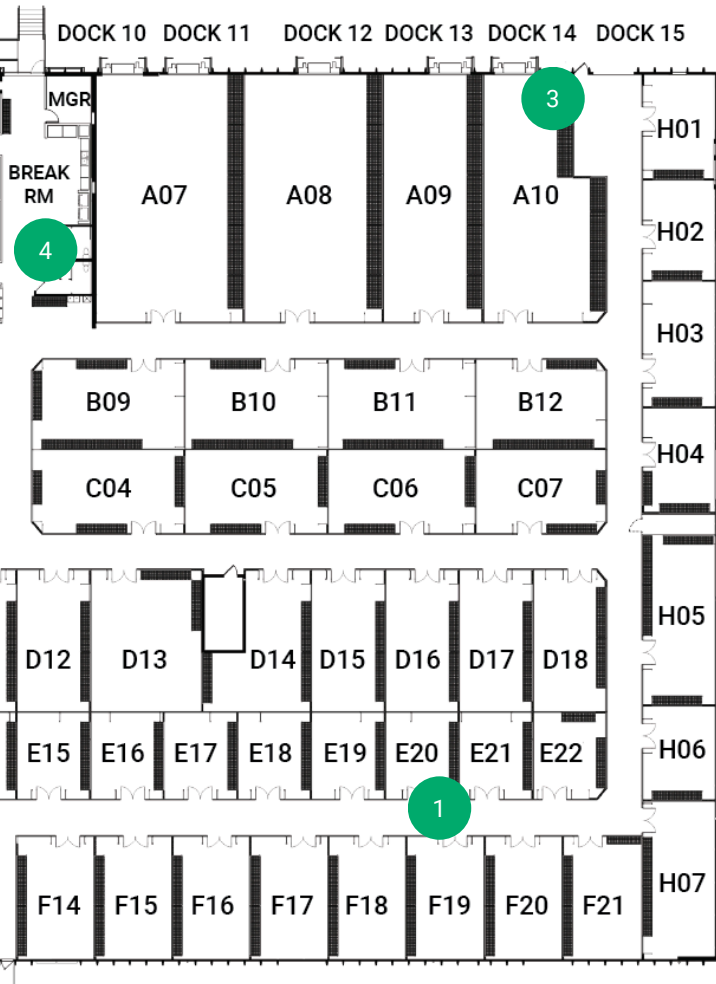 DOCK 10 DOCK 11 DOCK 12 DOCK 13 DOCK 14 DOCK 15
MGR
3
H01
BREAK
RM
A07 A08 A09 A10
H02
4
H03
B09 B10 B11 B12
H04
C04 C05 C06 C07
H05
D12 D13 D14 D15 D16 D17 D18
E15 E16 E17 E18 E19 E20 E21 E22
H06
1
H07
F14 F15 F16 F17 F18 F19 F20 F21